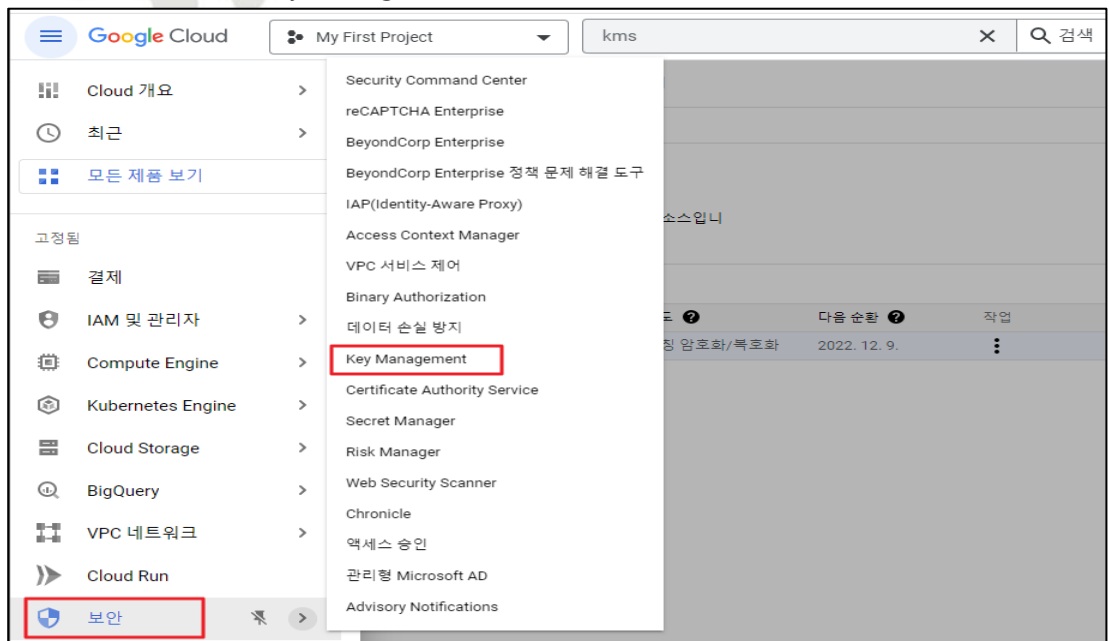 Google Cloud
My First Project
kms
검색
Cloud 개요
최근
모든 제품 보기
고정됨
결제
IAM 및 관리자
Compute Engine
Kubernetes Engine
Cloud Storage
BigQuery
VPC 네트워크
Cloud Run
보안
Security Command Center
reCAPTCHA Enterprise
BeyondCorp Enterprise
BeyondCorp Enterprise 정책 문제 해결 도구
IAP(Identity-Aware Proxy)
Access Context Manager
VPC 서비스 제어
Binary Authorization
데이터 손실 방지
Key Management
Certificate Authority Service
Secret Manager
Risk Manager
Web Security Scanner
Chronicle
액세스 승인
관리형 Microsoft AD
Advisory Notifications
소스입니
다음 순환
작업
칭 암호화/복호화
2022. 12. 9.